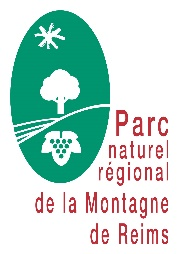 Parc
naturel
régional
de la Montagne
de Reims